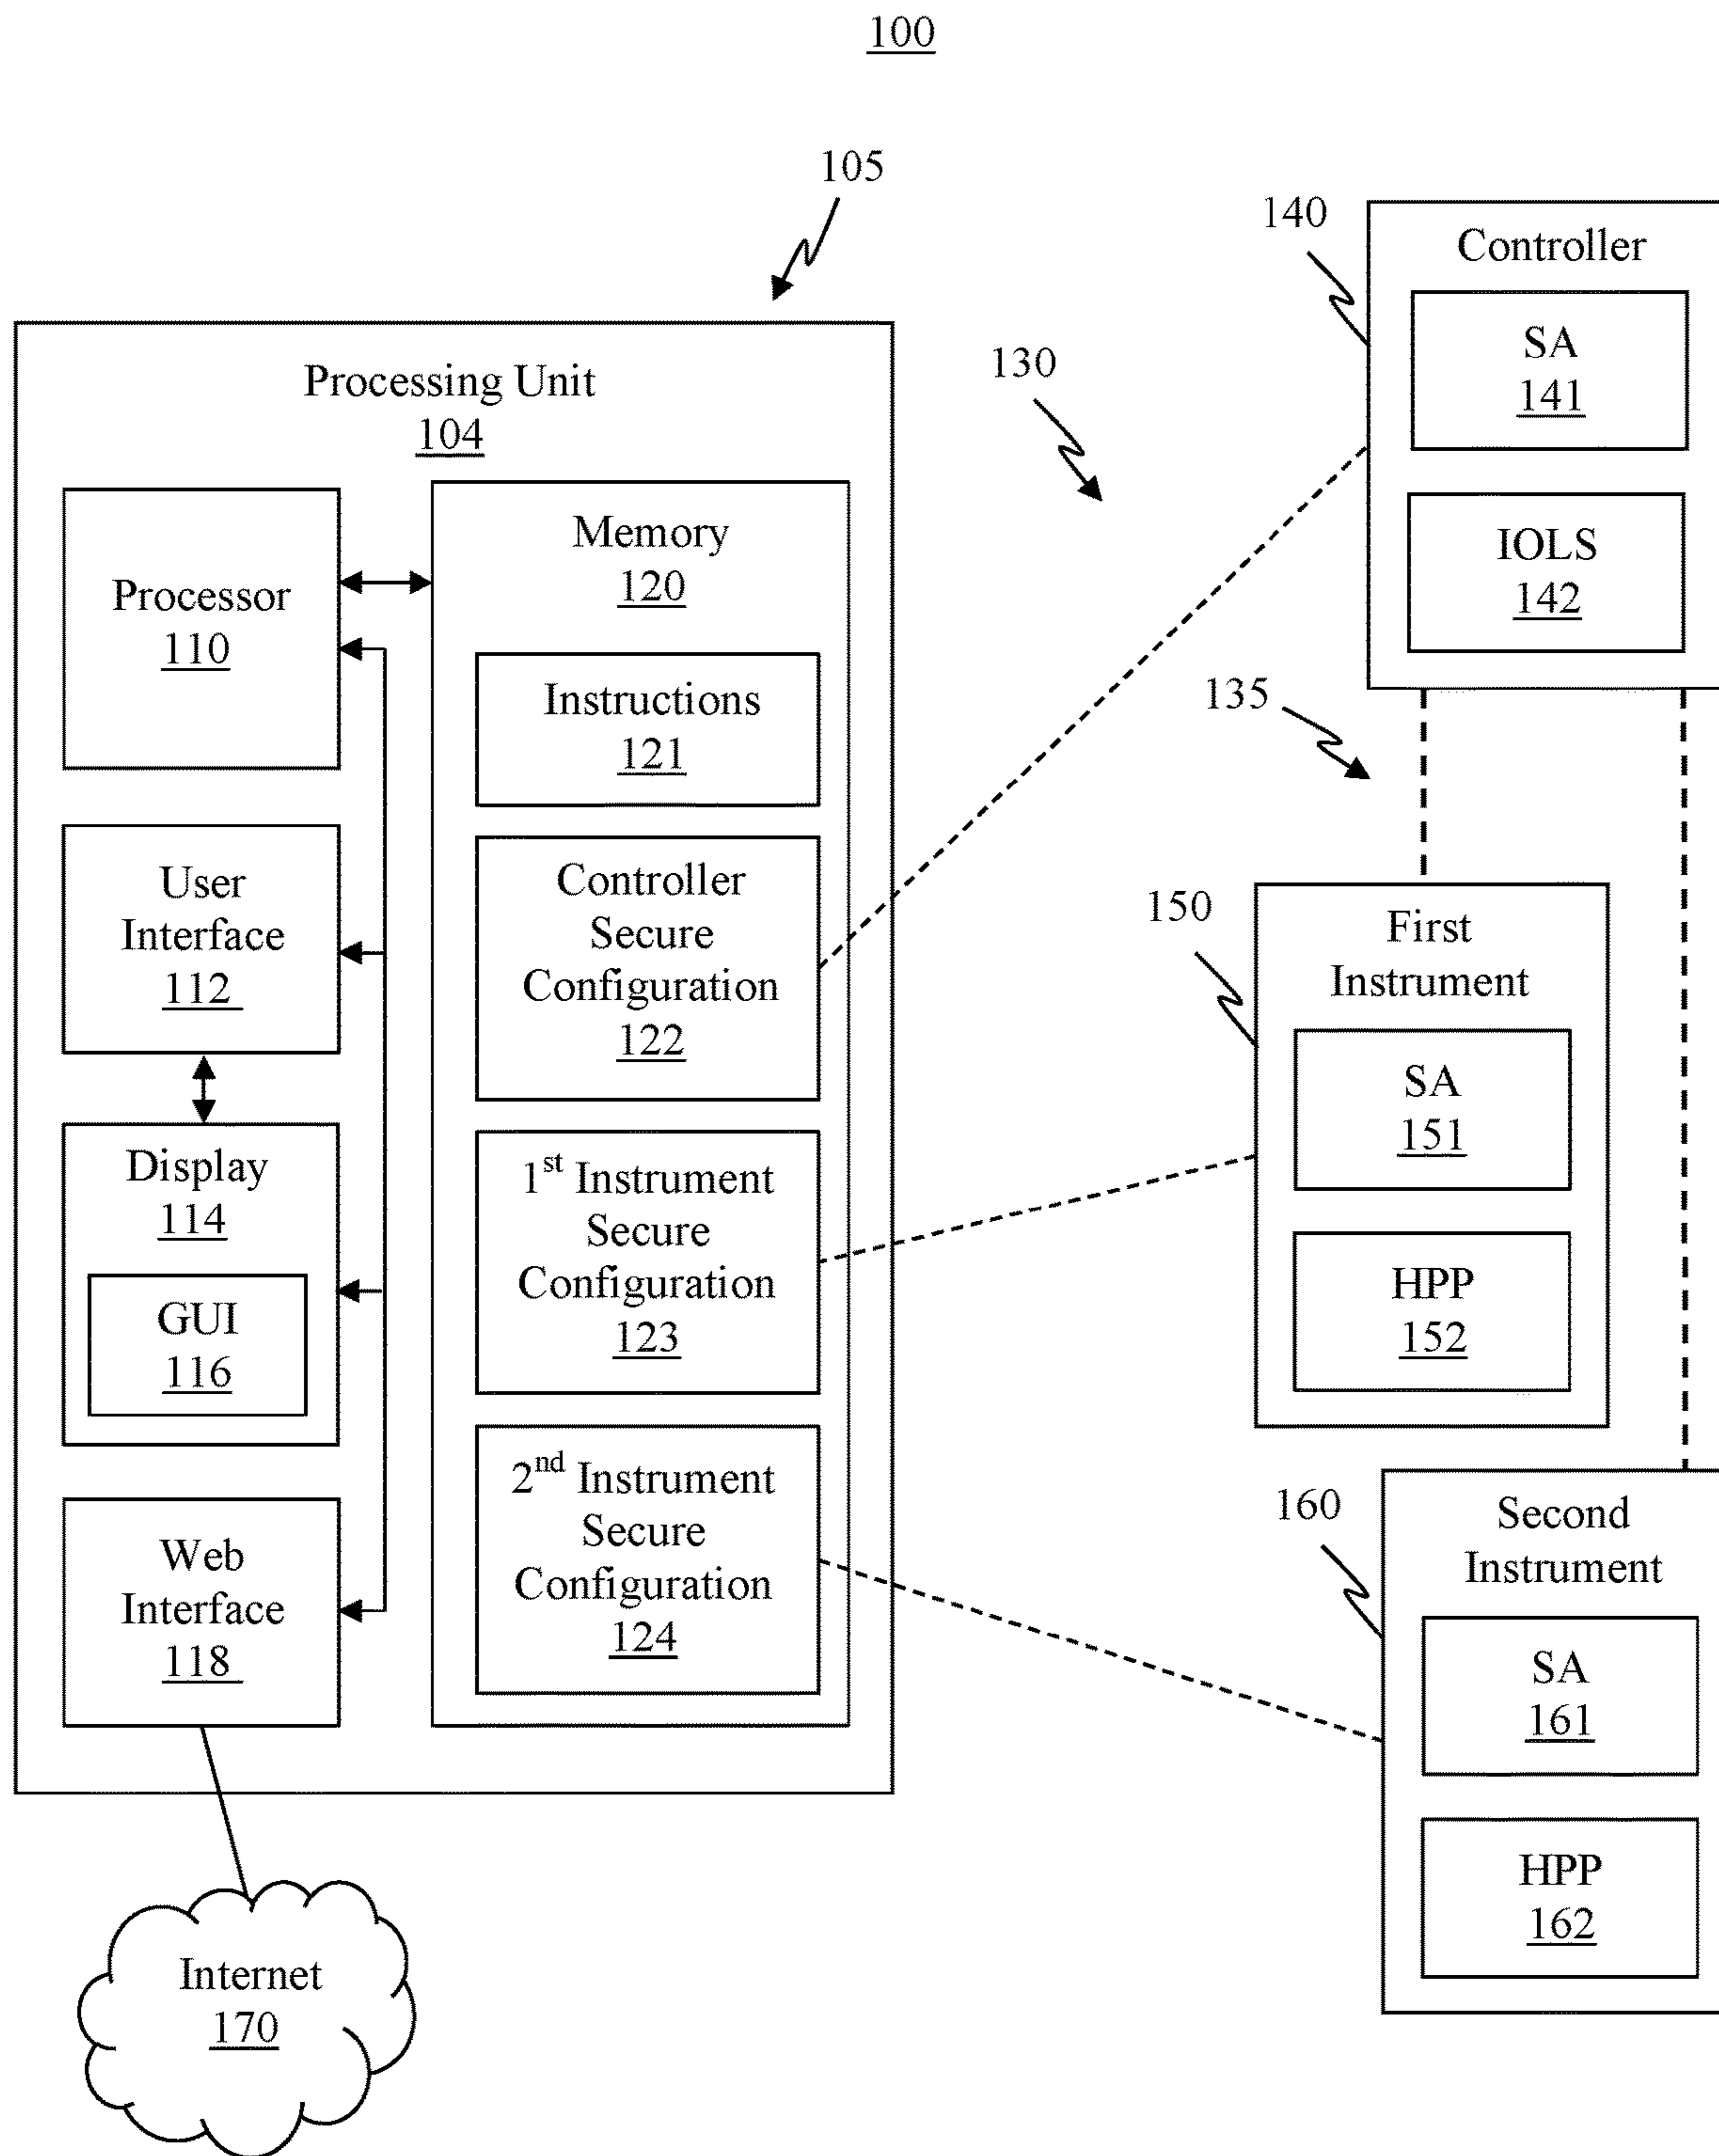 100
105
Processing Unit
104
Processor
110
User
Interface
112
Display
114
GUI
116
Web
Interface
118
Memory
120
Instructions
121
Controller
Secure
Configuration
122
1st Instrument
Secure
Configuration
123
2nd Instrument
Secure
Configuration
124
Internet
170
130
135
140
Controller
SA
141
IOLS
142
150
First
Instrument
SA
151
HPP
152
160
Second
Instrument
SA
161
HPP
162